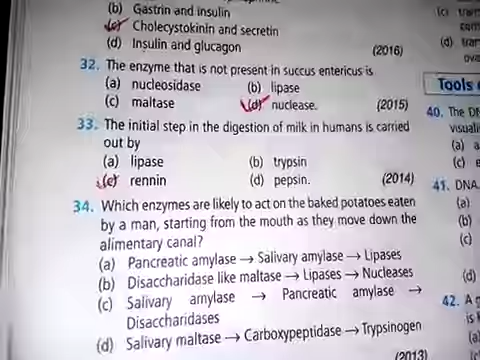 (b) Gastrin and insulin
(c) Cholecystokinin and secretin
(d) Insulin and glucagon
(2016)
32. The enzyme that is not present in succus entericus is
(a) nucleosidase (b) lipase
(c) maltase (d) nuclease. (2015)
33. The initial step in the digestion of milk in humans is carried
out by
(a) lipase (b) trypsin
(c) rennin (d) pepsin. (2014)
34. Which enzymes are likely to act on the baked potatoes eaten
by a man, starting from the mouth as they move down the
alimentary canal?
(a) Pancreatic amylase → Salivary amylase → Lipases
(b) Disaccharidase like maltase → Lipases → Nucleases
(c) Salivary amylase → Pancreatic amylase →
Disaccharidases
(d) Salivary maltase → Carboxypeptidase → Trypsinogen
(2013)
(c)
(d)
Tools
40. The
(a)
(c)
41. DNA
(a)
(b)
(c)
(d)
42. A
is
(a)